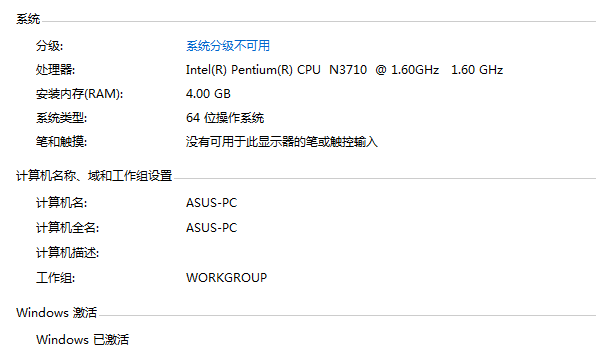 系统
分级: 系统分级不可用
处理器: Intel(R) Pentium(R) CPU N3710 @ 1.60GHz 1.60 GHz
安装内存(RAM): 4.00 GB
系统类型: 64 位操作系统
笔和触摸: 没有可用于此显示器的笔或触控输入
计算机名称、域和工作组设置
计算机名: ASUS-PC
计算机全名: ASUS-PC
计算机描述:
工作组: WORKGROUP
Windows 激活
Windows 已激活